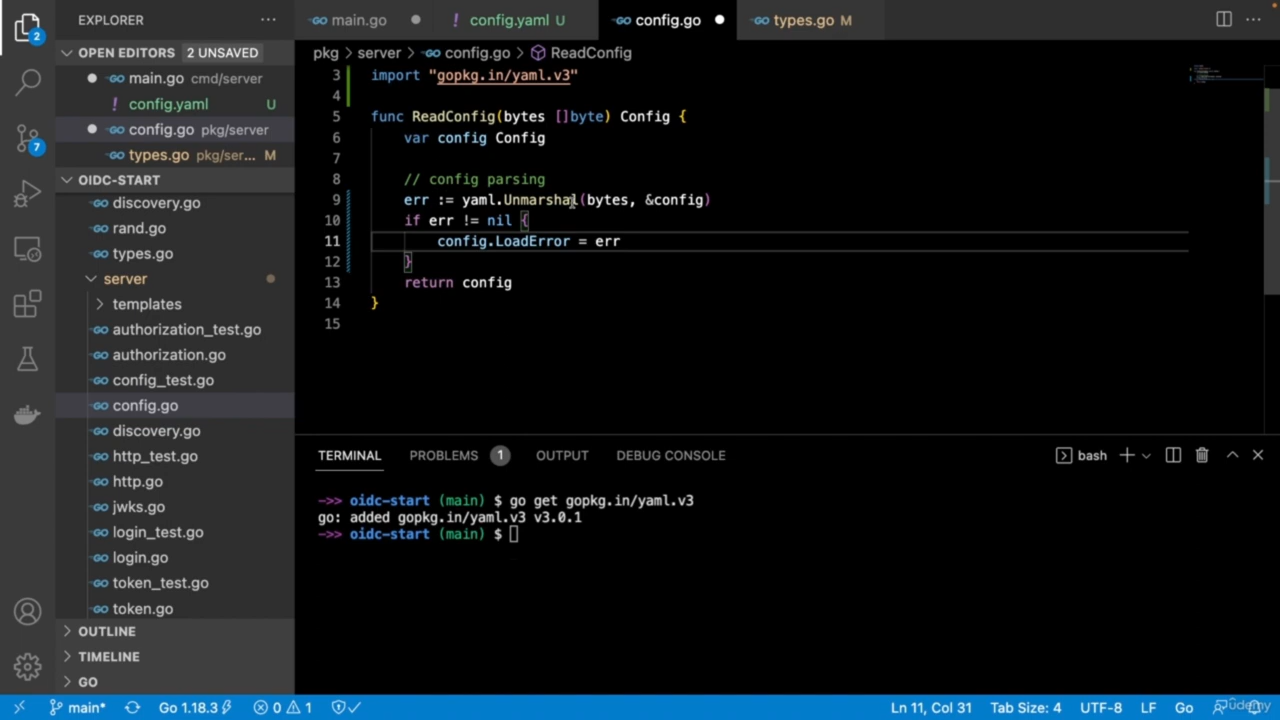 EXPLORER
OPEN EDITORS 2 UNSAVED
main.go cmd/server
! config.yaml U
config.go pkg/server
types.go pkg/ser... M
OIDC-START
discovery.go
rand.go
types.go
server
templates
authorization_test.go
authorization.go
config_test.go
config.go
discovery.go
http_test.go
http.go
jwks.go
login_test.go
login.go
token_test.go
token.go
OUTLINE
TIMELINE
GO
2
7
main.go
! config.yaml U
config.go
types.go M
pkg > server > config.go > ReadConfig
3 import "gopkg.in/yaml.v3"
4
5 func ReadConfig(bytes []byte) Config {
6 var config Config
7
8 // config parsing
9 err := yaml.Unmarshal(bytes, &config)
10 if err != nil {
11 config.LoadError = err
12 }
13 return config
14 }
15
TERMINAL PROBLEMS 1 OUTPUT DEBUG CONSOLE
bash
->> oidc-start (main) $ go get gopkg.in/yaml.v3
go: added gopkg.in/yaml.v3 v3.0.1
->> oidc-start (main) $
main* Go 1.18.3 0 1 Ln 11, Col 31 Tab Size: 4 UTF-8 LF Go
Udemy